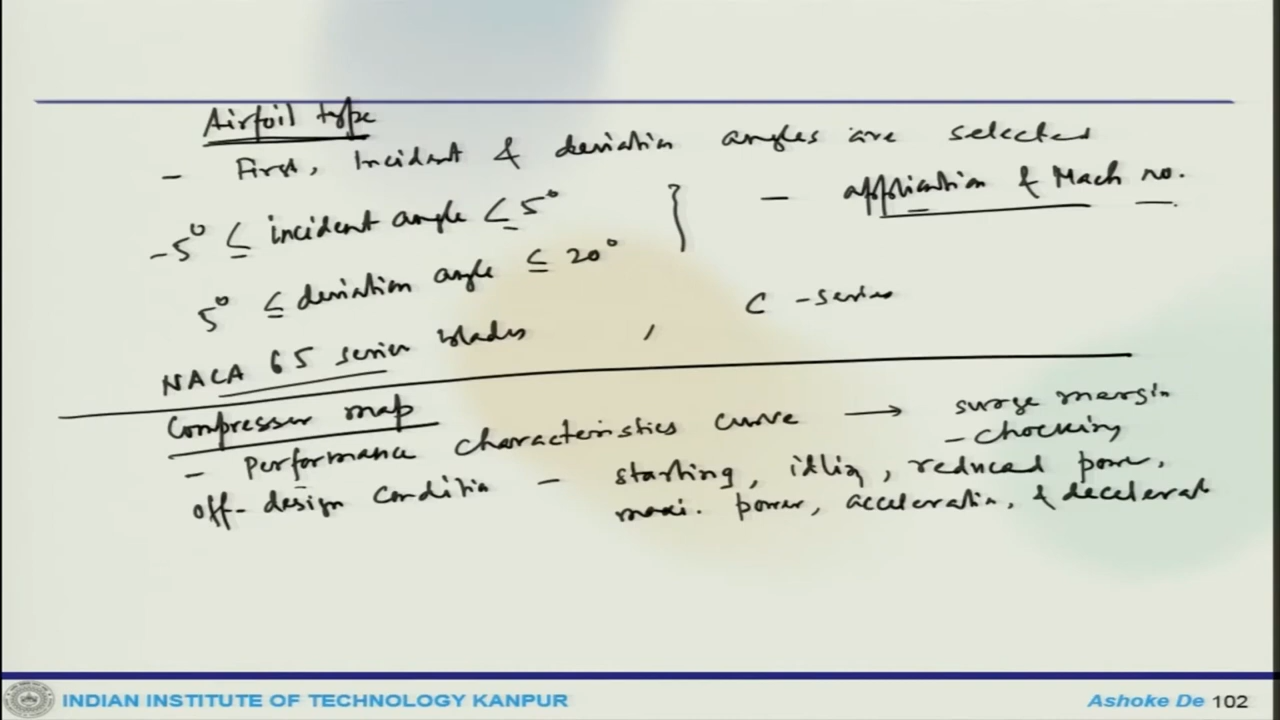 Airfoil type
- First, Incident & deviation angles are selected
-5° ≤ incident angle ≤ 5° } - application & Mach no.
5° ≤ deviation angle ≤ 20°
NACA 65 series blades , C - series
Compressor map
- Performance characteristics curve → surge margin
- chocking
off-design condition - starting, idling, reduced power,
maxi. power, acceleration, & decelerat
INDIAN INSTITUTE OF TECHNOLOGY KANPUR
Ashoke De 102